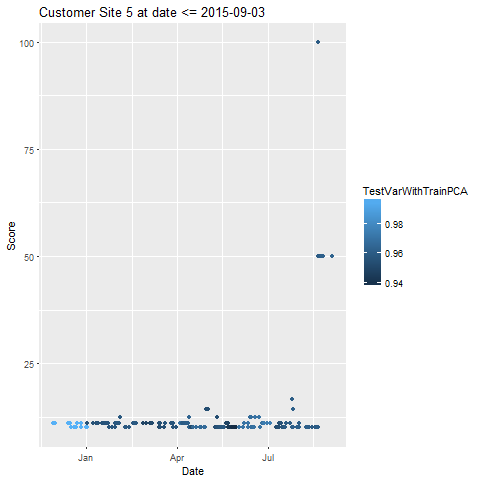 Customer Site 5 at date <= 2015-09-03
100
75
50
25
Score
Jan
Apr
Jul
Date
TestVarWithTrainPCA
0.98
0.96
0.94